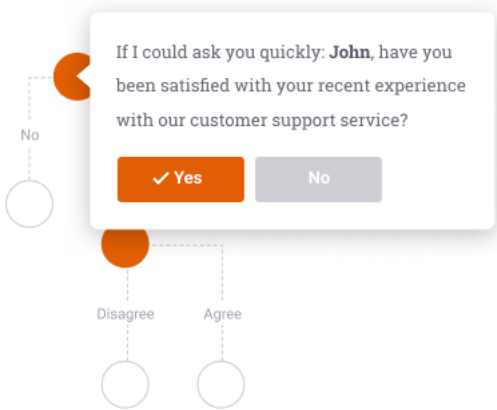 If I could ask you quickly: John, have you
been satisfied with your recent experience
with our customer support service?
Yes
No
No
Disagree
Agree